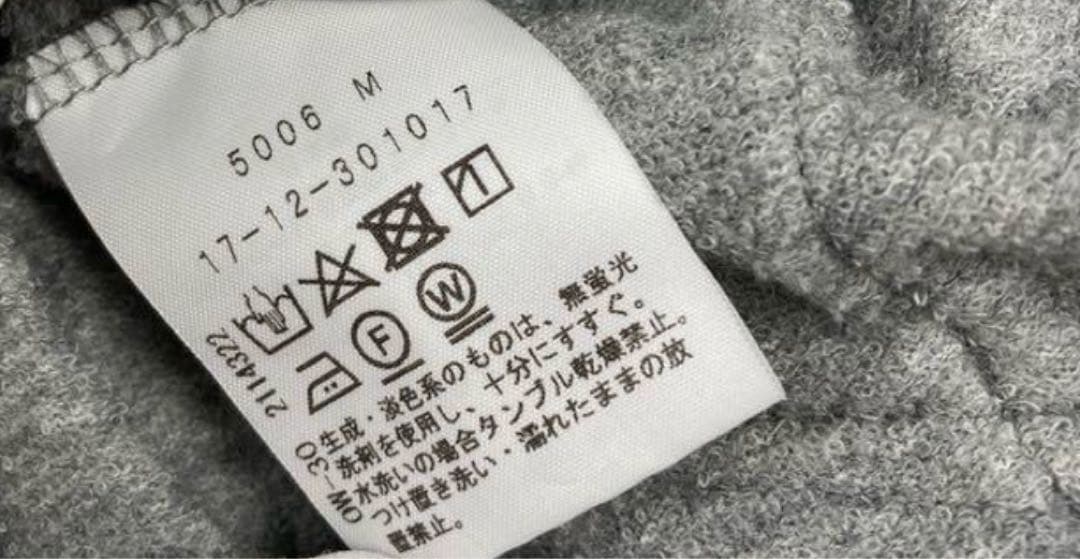 5006 M
17-12-301017
F
W
2114322
OW-30
生成・淡色系のものは、無蛍光
洗剤を使用し、十分にすすぐ。
水洗いの場合タンブル乾燥禁止。
つけ置き洗い・濡れたままの放
置禁止。